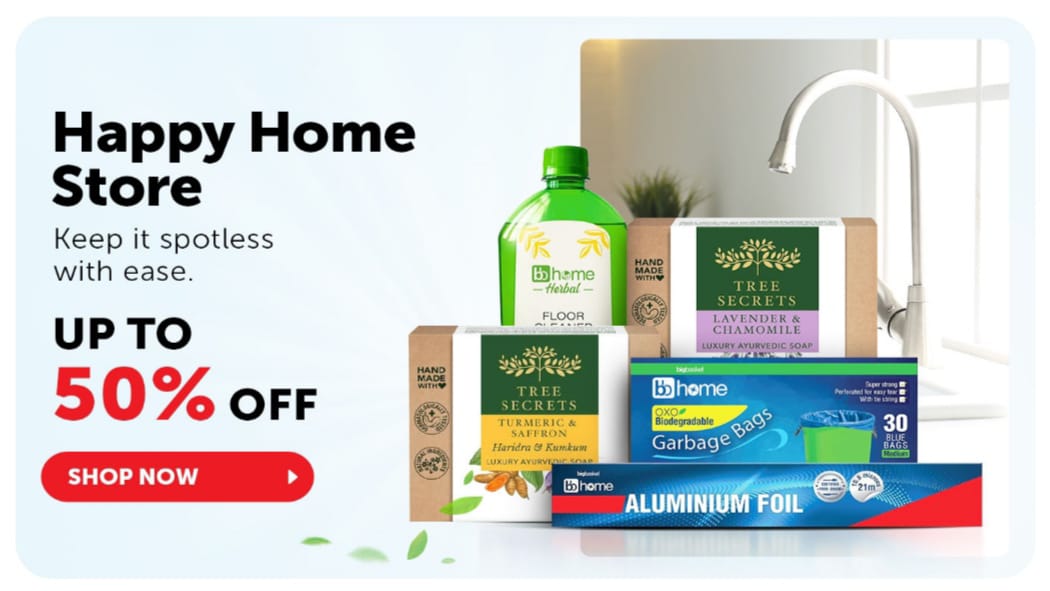 Happy Home
Store
Keep it spotless
with ease.
UP TO
50% OFF
SHOP NOW
bb home
Herbal
FLOOR
CLEANER
HAND
MADE
WITH
TREE
SECRETS
LAVENDER &
CHAMOMILE
LUXURY AYURVEDIC SOAP
HAND
MADE
WITH
TREE
SECRETS
TURMERIC &
SAFFRON
Haridra & Kumkum
LUXURY AYURVEDIC SOAP
bigbasket
bb home
OXO
Biodegradable
Garbage Bags
Super strong
Perforated for easy tear
With tie string
30
BLUE
BAGS
Medium
bigbasket
bb home
ALUMINIUM FOIL
21m